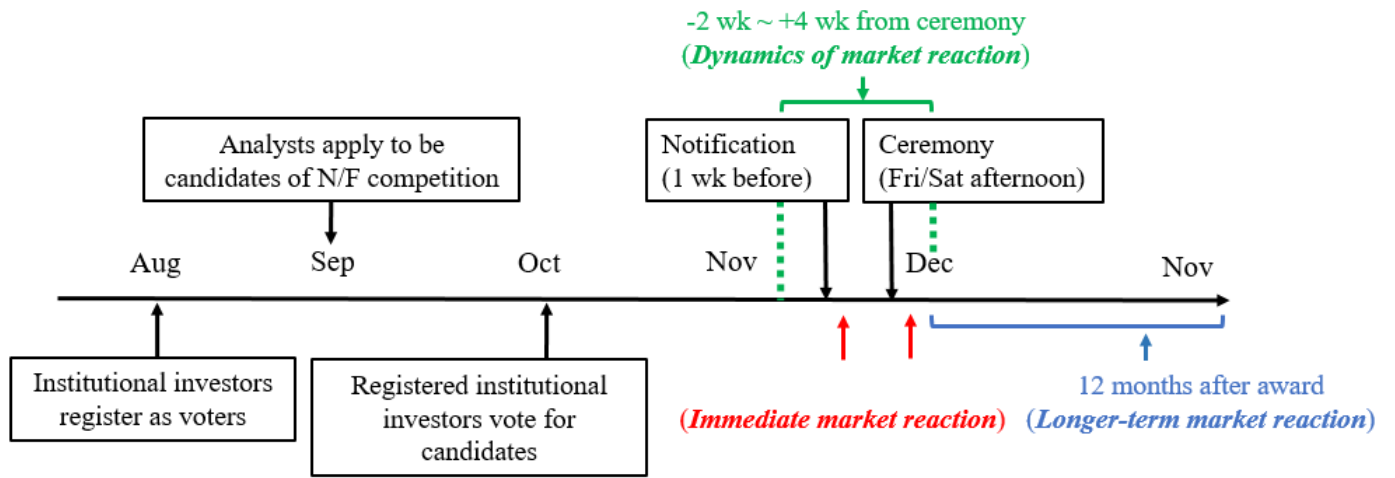 -2 wk ~ +4 wk from ceremony
(Dynamics of market reaction)
Analysts apply to be
candidates of N/F competition
Notification
(1 wk before)
Ceremony
(Fri/Sat afternoon)
Aug
Sep
Oct
Nov
Dec
Nov
Institutional investors
register as voters
Registered institutional
investors vote for
candidates
(Immediate market reaction)
12 months after award
(Longer-term market reaction)